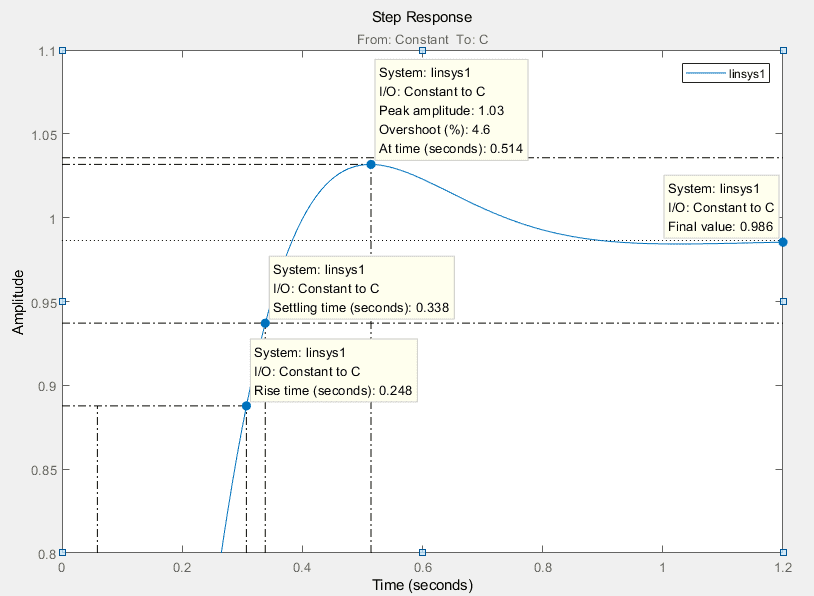 Step Response
From: Constant To: C
linsys1
System: linsys1
I/O: Constant to C
Peak amplitude: 1.03
Overshoot (%): 4.6
At time (seconds): 0.514
System: linsys1
I/O: Constant to C
Final value: 0.986
System: linsys1
I/O: Constant to C
Settling time (seconds): 0.338
System: linsys1
I/O: Constant to C
Rise time (seconds): 0.248
Amplitude
1.1
1.05
1
0.95
0.9
0.85
0.8
0
0.2
0.4
0.6
0.8
1
1.2
Time (seconds)